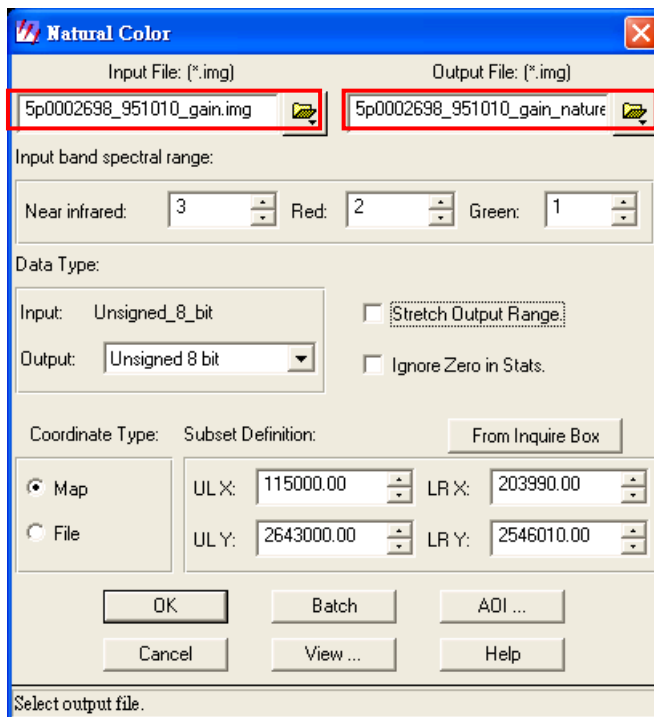 Natural Color
Input File: (*.img) Output File: (*.img)
5p0002698_951010_gain.img 5p0002698_951010_gain_nature
Input band spectral range:
Near infrared: 3 Red: 2 Green: 1
Data Type:
Input: Unsigned_8_bit Stretch Output Range.
Output: Unsigned 8 bit Ignore Zero in Stats.
Coordinate Type: Subset Definition: From Inquire Box
Map UL X: 115000.00 LR X: 203990.00
File UL Y: 2643000.00 LR Y: 2546010.00
OK Batch AOI ...
Cancel View ... Help
Select output file.